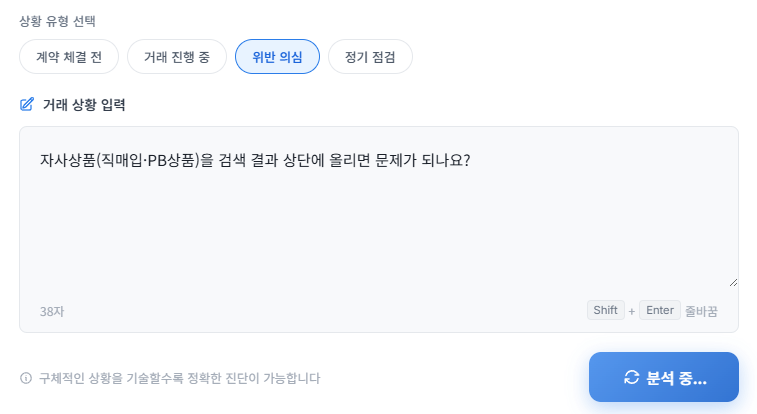 상황 유형 선택
계약 체결 전 거래 진행 중 위반 의심 정기 점검
거래 상황 입력
자사상품(직매입·PB상품)을 검색 결과 상단에 올리면 문제가 되나요?
38자 Shift + Enter 줄바꿈
구체적인 상황을 기술할수록 정확한 진단이 가능합니다 분석 중...